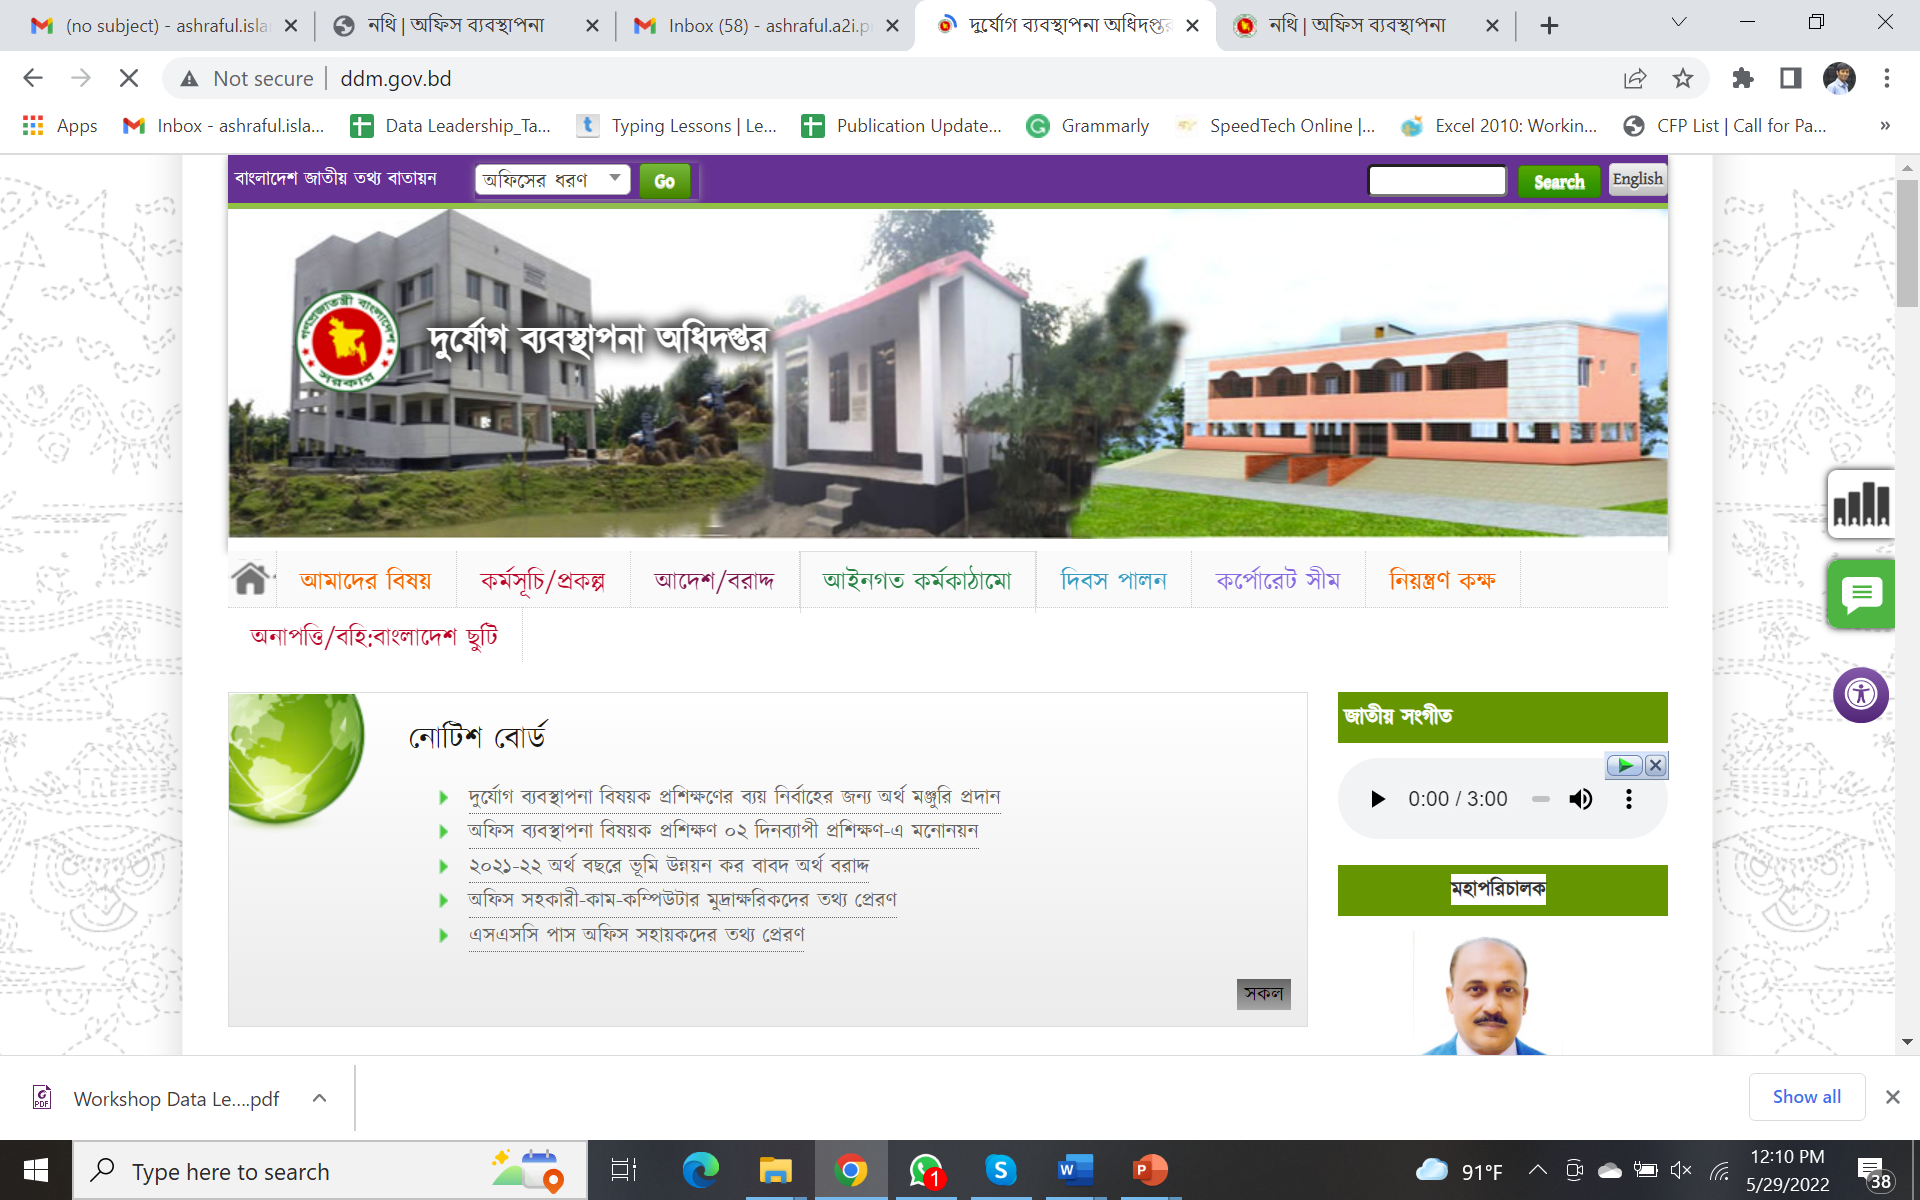 (no subject) - ashraful.isla
নথি | অফিস ব্যবস্থাপনা
Inbox (58) - ashraful.a2i.p
দুর্যোগ ব্যবস্থাপনা অধিদপ্তর
নথি | অফিস ব্যবস্থাপনা
Not secure
ddm.gov.bd
Apps
Inbox - ashraful.isla...
Data Leadership_Ta...
Typing Lessons | Le...
Publication Update...
Grammarly
SpeedTech Online |...
Excel 2010: Workin...
CFP List | Call for Pa...
»
বাংলাদেশ জাতীয় তথ্য বাতায়ন
অফিসের ধরণ
Go
Search
English
গণপ্রজাতন্ত্রী বাংলাদেশ
সরকার
দুর্যোগ ব্যবস্থাপনা অধিদপ্তর
আমাদের বিষয়
কর্মসূচি/প্রকল্প
আদেশ/বরাদ্দ
আইনগত কর্মকাঠামো
দিবস পালন
কর্পোরেট সীম
নিয়ন্ত্রণ কক্ষ
অনাপত্তি/বহি:বাংলাদেশ ছুটি
নোটিশ বোর্ড
দুর্যোগ ব্যবস্থাপনা বিষয়ক প্রশিক্ষণের ব্যয় নির্বাহের জন্য অর্থ মঞ্জুরি প্রদান
অফিস ব্যবস্থাপনা বিষয়ক প্রশিক্ষণ ০২ দিনব্যাপী প্রশিক্ষণ-এ মনোনয়ন
২০২১-২২ অর্থ বছরে ভূমি উন্নয়ন কর বাবদ অর্থ বরাদ্দ
অফিস সহকারী-কাম-কম্পিউটার মুদ্রাক্ষরিকদের তথ্য প্রেরণ
এসএসসি পাস অফিস সহায়কদের তথ্য প্রেরণ
সকল
জাতীয় সংগীত
0:00 / 3:00
মহাপরিচালক
Workshop Data Le....pdf
Show all
Type here to search
1
91°F
12:10 PM
5/29/2022
38